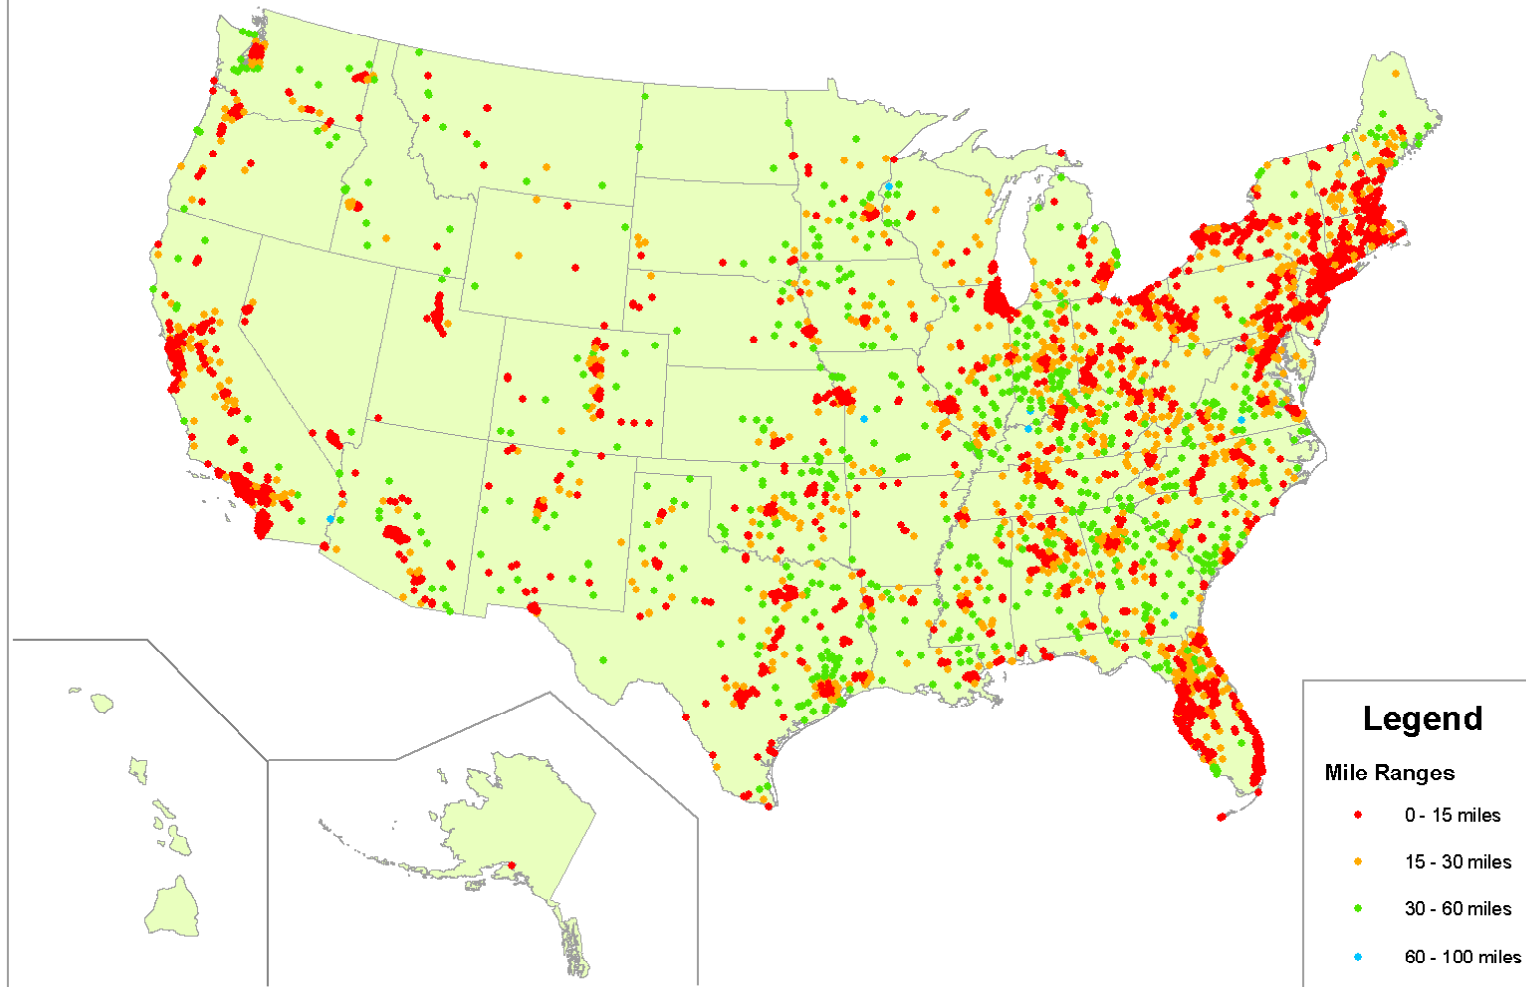 Legend
Mile Ranges
0 - 15 miles
15 - 30 miles
30 - 60 miles
60 - 100 miles